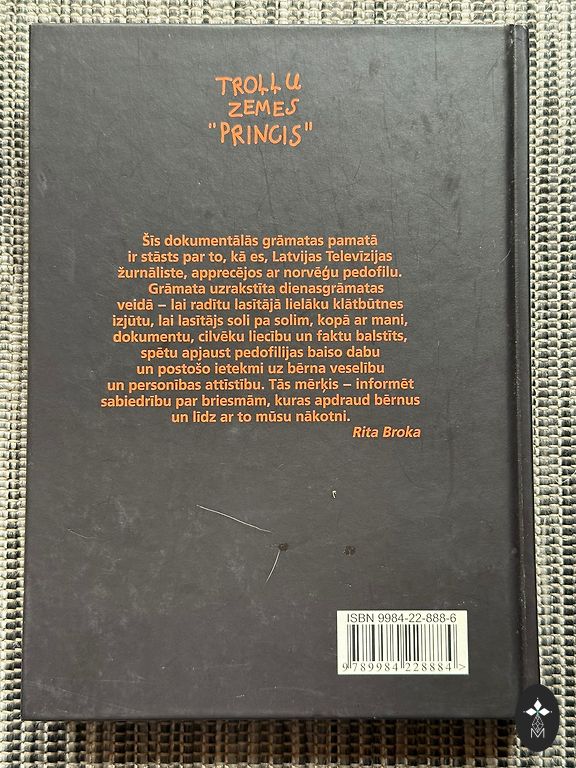 TROĻĻU
ZEMES
"PRINCIS"
Šīs dokumentālās grāmatas pamatā
ir stāsts par to, kā es, Latvijas Televīzijas
žurnāliste, apprecējos ar norvēģu pedofilu.
Grāmata uzrakstīta dienasgrāmatas
veidā – lai radītu lasītājā lielāku klātbūtnes
izjūtu, lai lasītājs soli pa solim, kopā ar mani,
dokumentu, cilvēku liecību un faktu balstīts,
spētu apjaust pedofilijas baiso dabu
un postošo ietekmi uz bērna veselību
un personības attīstību. Tās mērķis – informēt
sabiedrību par briesmām, kuras apdraud bērnus
un līdz ar to mūsu nākotni.
Rita Broka
ISBN 9984-22-888-6
9 789984 228884 >
M